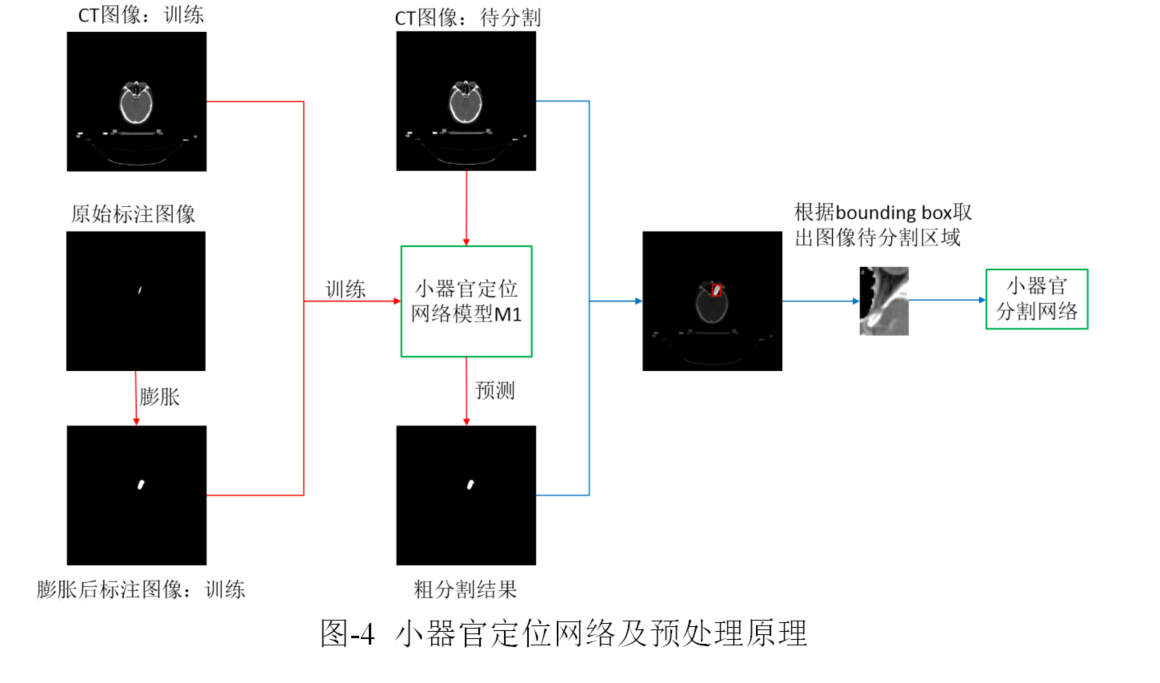 CT图像：训练
CT图像：待分割
原始标注图像
根据bounding box取
出图像待分割区域
训练
小器官定位
网络模型M1
小器官
分割网络
膨胀
预测
膨胀后标注图像：训练
粗分割结果
图-4 小器官定位网络及预处理原理